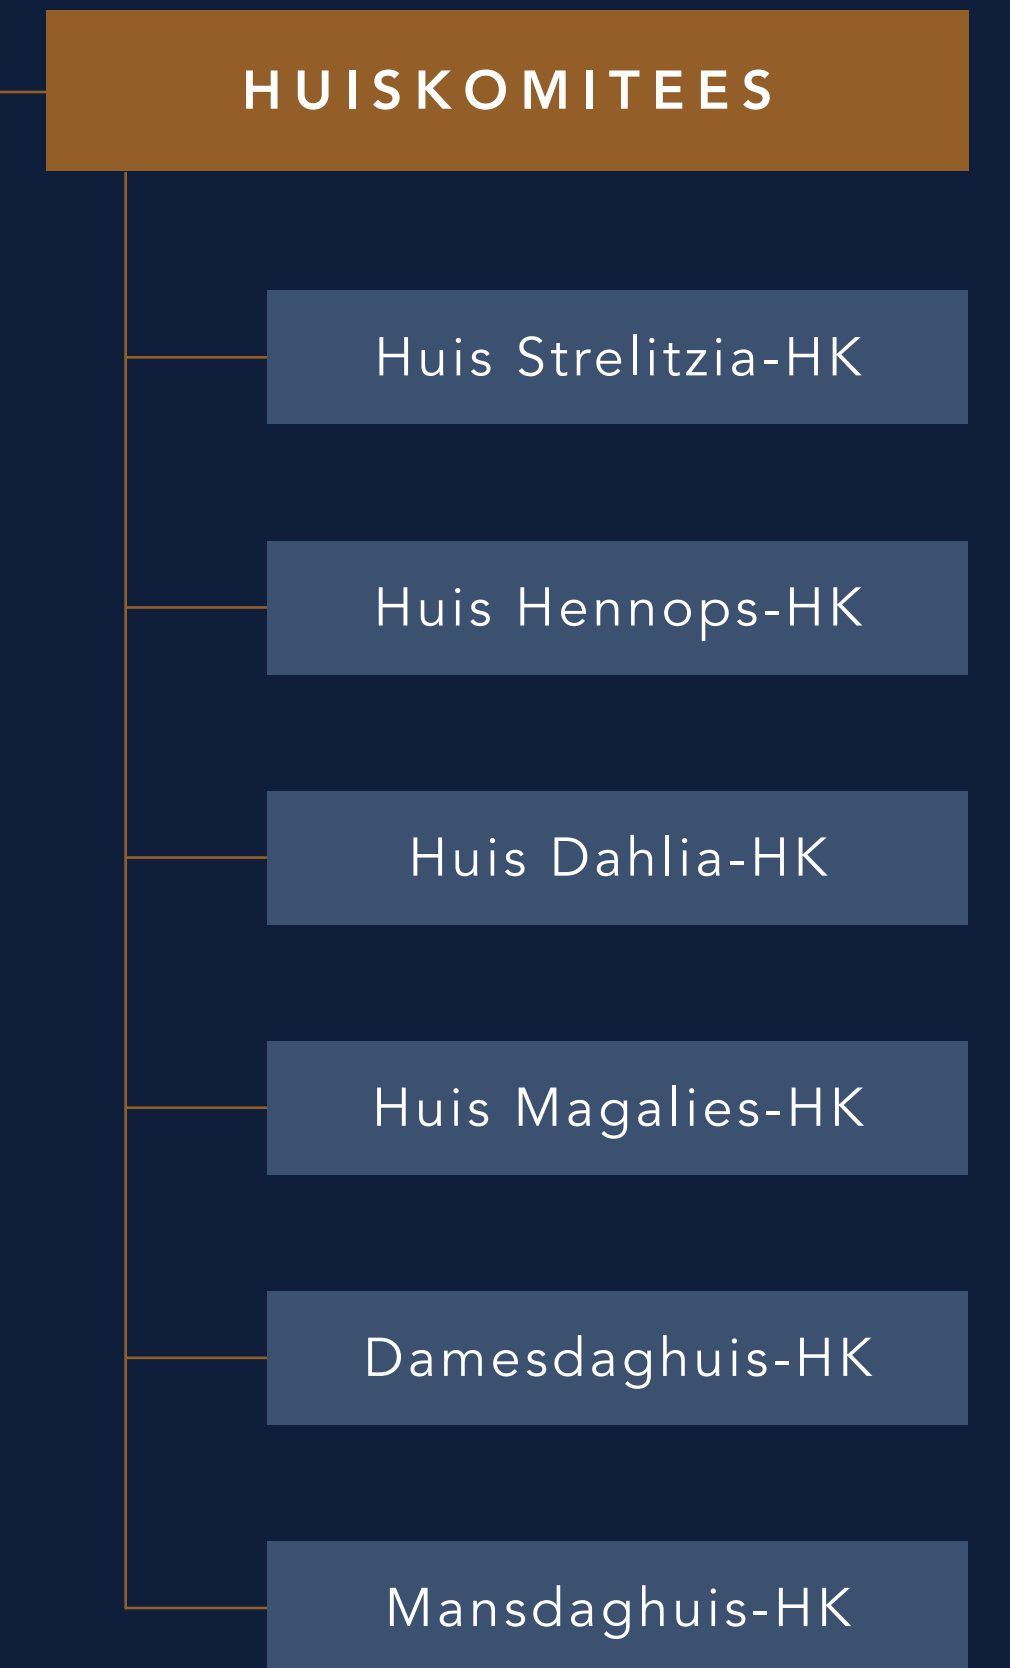 HUISKOMITEES
Huis Strelitzia-HK
Huis Hennops-HK
Huis Dahlia-HK
Huis Magalies-HK
Damesdaghuis-HK
Mansdaghuis-HK